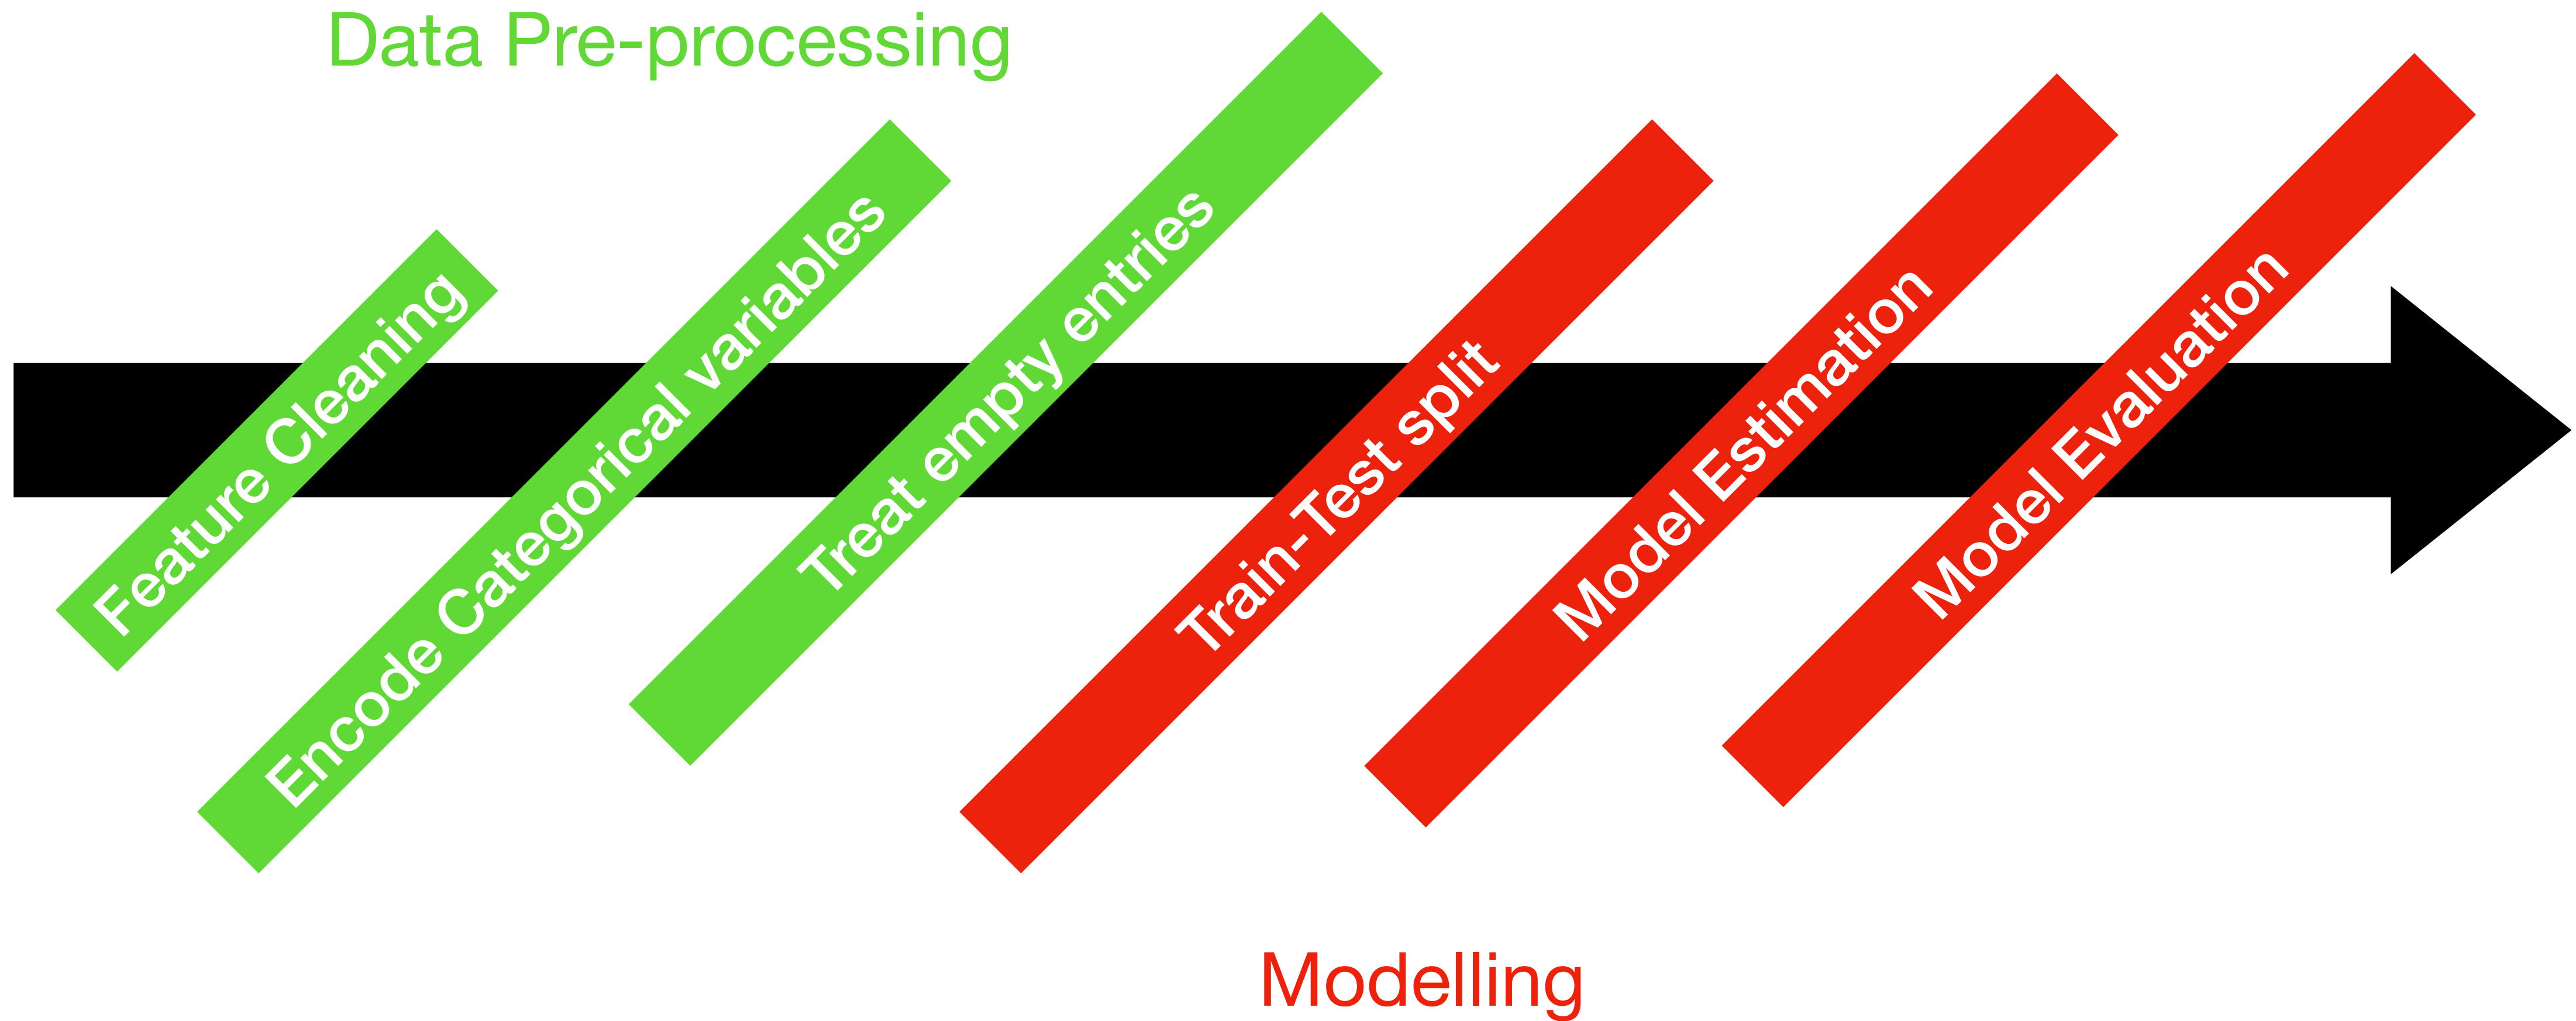 Data Pre-processing
Feature Cleaning
Encode Categorical variables
Treat empty entries
Train-Test split
Model Estimation
Model Evaluation
Modelling